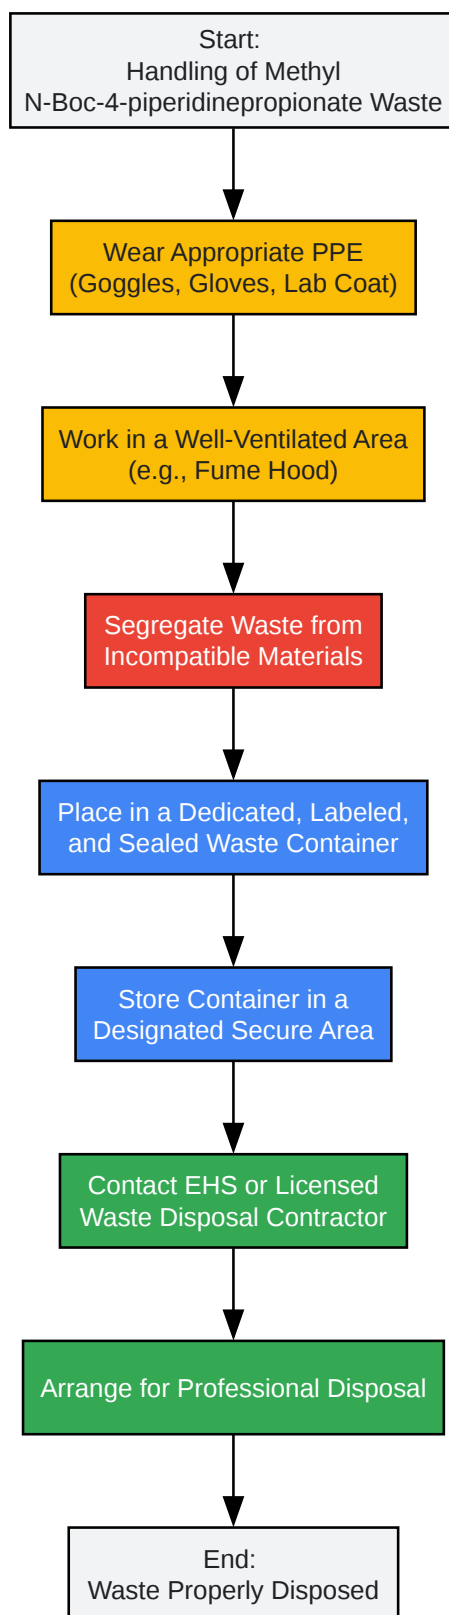 Start:
Handling of Methyl
N-Boc-4-piperidinepropionate Waste
Wear Appropriate PPE
(Goggles, Gloves, Lab Coat)
Work in a Well-Ventilated Area
(e.g., Fume Hood)
Segregate Waste from
Incompatible Materials
Place in a Dedicated, Labeled,
and Sealed Waste Container
Store Container in a
Designated Secure Area
Contact EHS or Licensed
Waste Disposal Contractor
Arrange for Professional Disposal
End:
Waste Properly Disposed